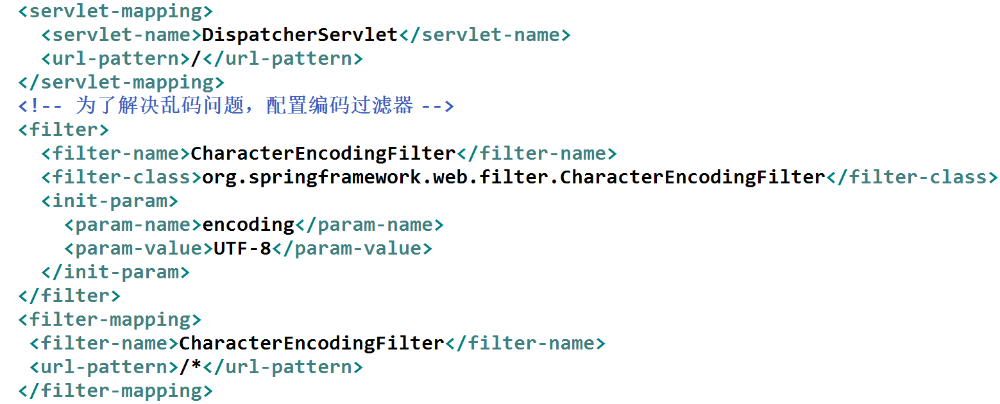 <servlet-mapping>
<servlet-name>DispatcherServlet</servlet-name>
<url-pattern>/</url-pattern>
</servlet-mapping>
<!-- 为了解决乱码问题，配置编码过滤器 -->
<filter>
<filter-name>CharacterEncodingFilter</filter-name>
<filter-class>org.springframework.web.filter.CharacterEncodingFilter</filter-class>
<init-param>
<param-name>encoding</param-name>
<param-value>UTF-8</param-value>
</init-param>
</filter>
<filter-mapping>
<filter-name>CharacterEncodingFilter</filter-name>
<url-pattern>/*</url-pattern>
</filter-mapping>